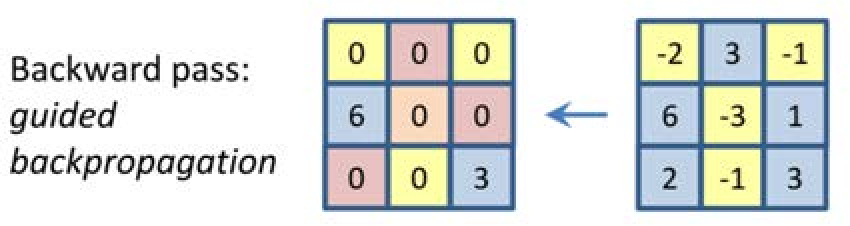 Backward pass:
guided
backpropagation
0 0 0
6 0 0
0 0 3
-2 3 -1
6 -3 1
2 -1 3